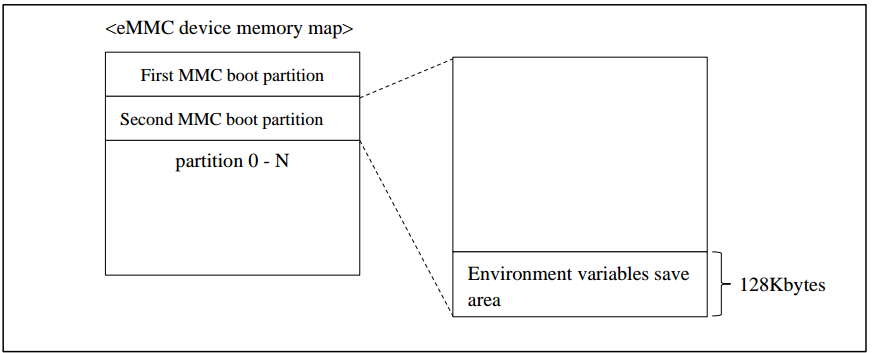 <eMMC device memory map>
First MMC boot partition
Second MMC boot partition
partition 0 - N
Environment variables save
area
128Kbytes